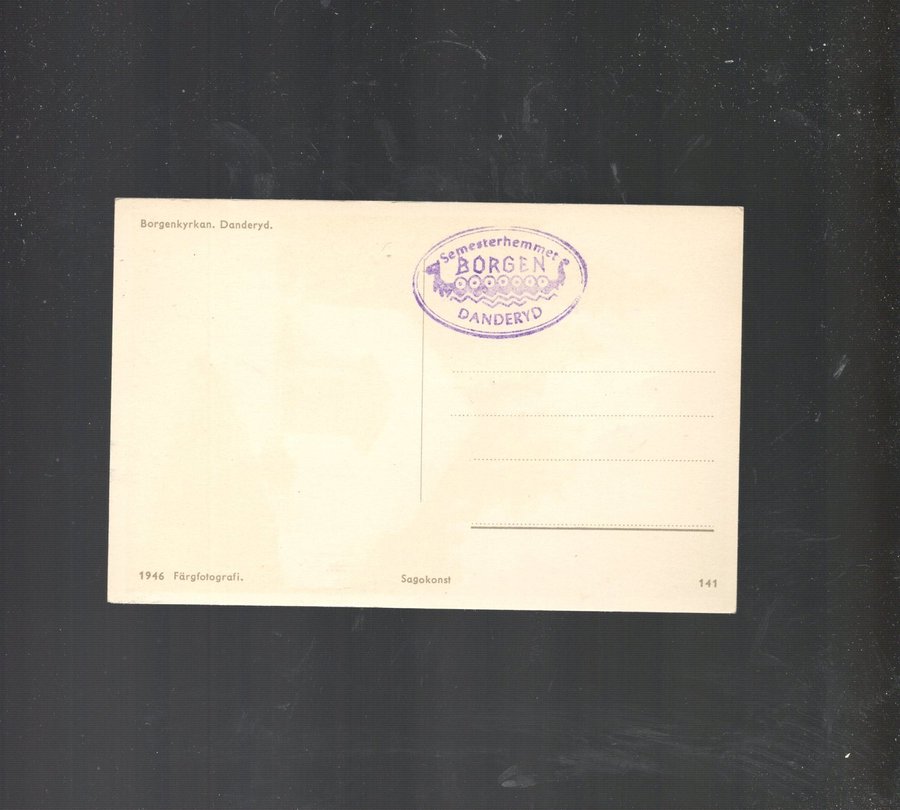 Borgenkyrkan. Danderyd.
Semesterhemmet
BORGEN
DANDERYD
1946 Färgfotografi.
Sagokonst
141